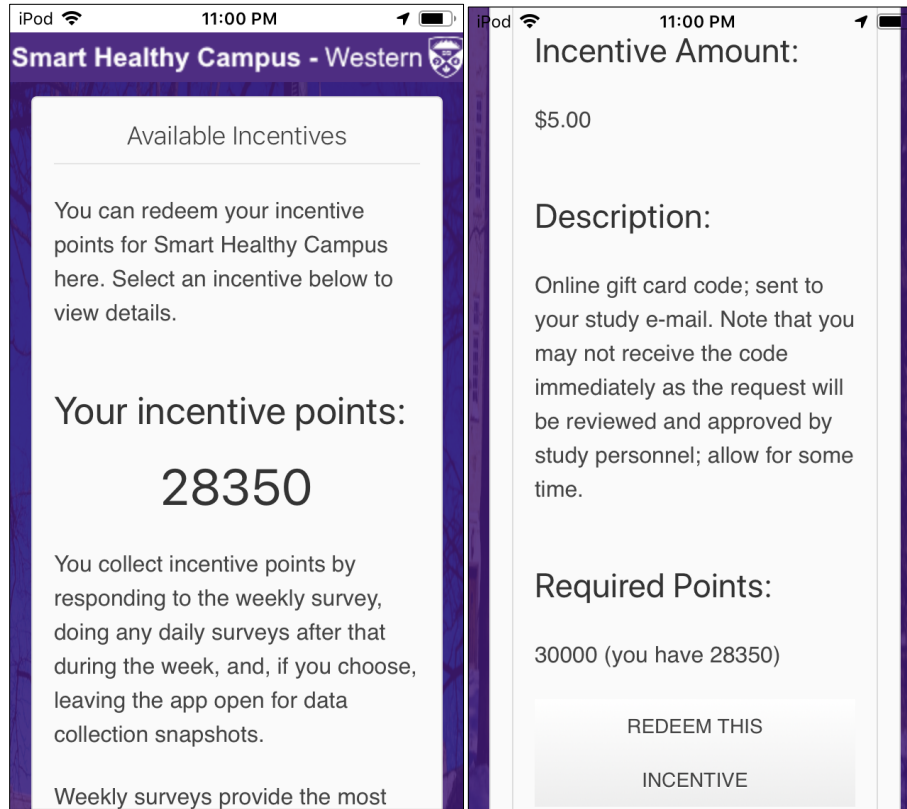 iPod 11:00 PM
Smart Healthy Campus - Western
Available Incentives
You can redeem your incentive
points for Smart Healthy Campus
here. Select an incentive below to
view details.
Your incentive points:
28350
You collect incentive points by
responding to the weekly survey,
doing any daily surveys after that
during the week, and, if you choose,
leaving the app open for data
collection snapshots.
Weekly surveys provide the most
iPod 11:00 PM
Incentive Amount:
$5.00
Description:
Online gift card code; sent to
your study e-mail. Note that you
may not receive the code
immediately as the request will
be reviewed and approved by
study personnel; allow for some
time.
Required Points:
30000 (you have 28350)
REDEEM THIS
INCENTIVE